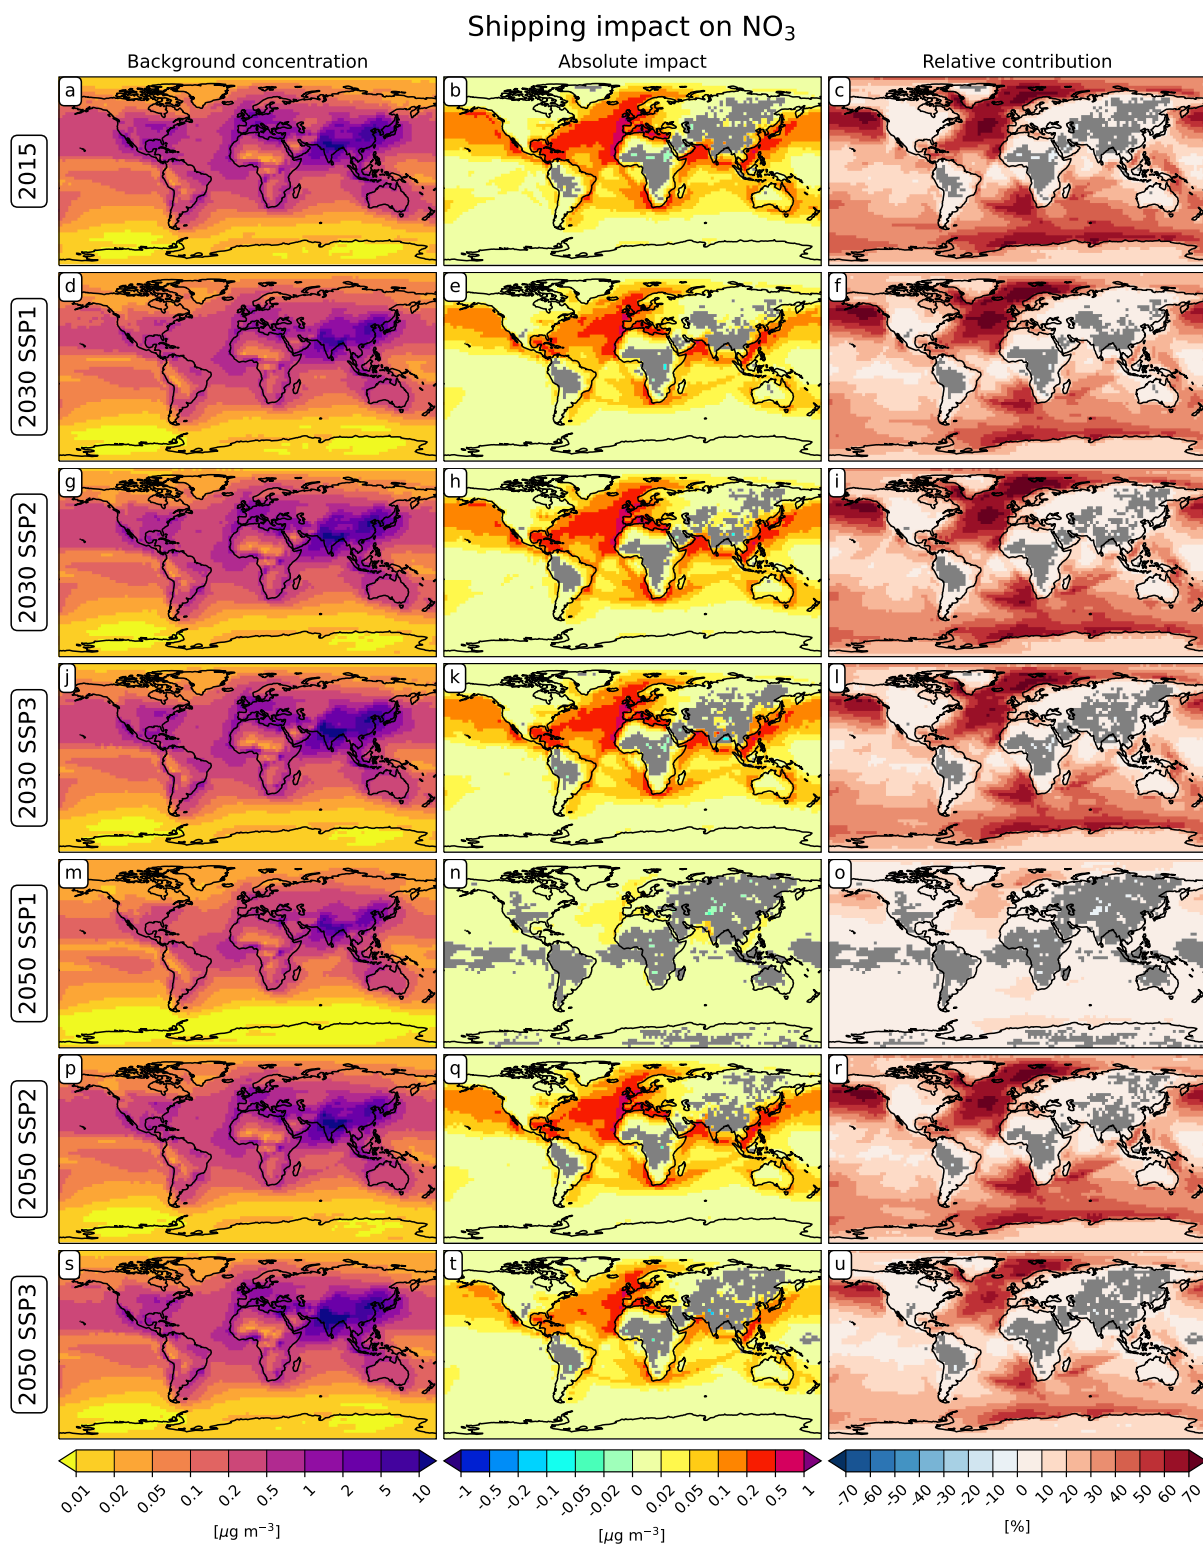 Shipping impact on NO₃
Background concentration Absolute impact Relative contribution
2015 a b c
2030 SSP1 d e f
2030 SSP2 g h i
2030 SSP3 j k l
2050 SSP1 m n o
2050 SSP2 p q r
2050 SSP3 s t u
0.01 0.02 0.05 0.1 0.2 0.5 1 2 5 10 -1 -0.5 -0.2 -0.1 -0.05 -0.02 0 0.02 0.05 0.1 0.2 0.5 1 -70 -60 -50 -40 -30 -20 -10 0 10 20 30 40 50 60 70
[μg m⁻³] [μg m⁻³] [%]